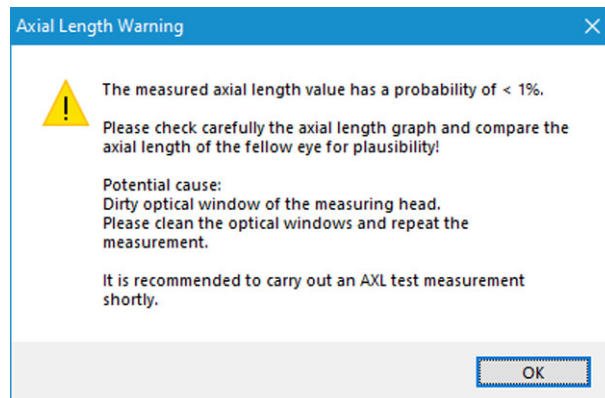 Axial Length Warning
The measured axial length value has a probability of < 1%.
Please check carefully the axial length graph and compare the
axial length of the fellow eye for plausibility!
Potential cause:
Dirty optical window of the measuring head.
Please clean the optical windows and repeat the
measurement.
It is recommended to carry out an AXL test measurement
shortly.
OK